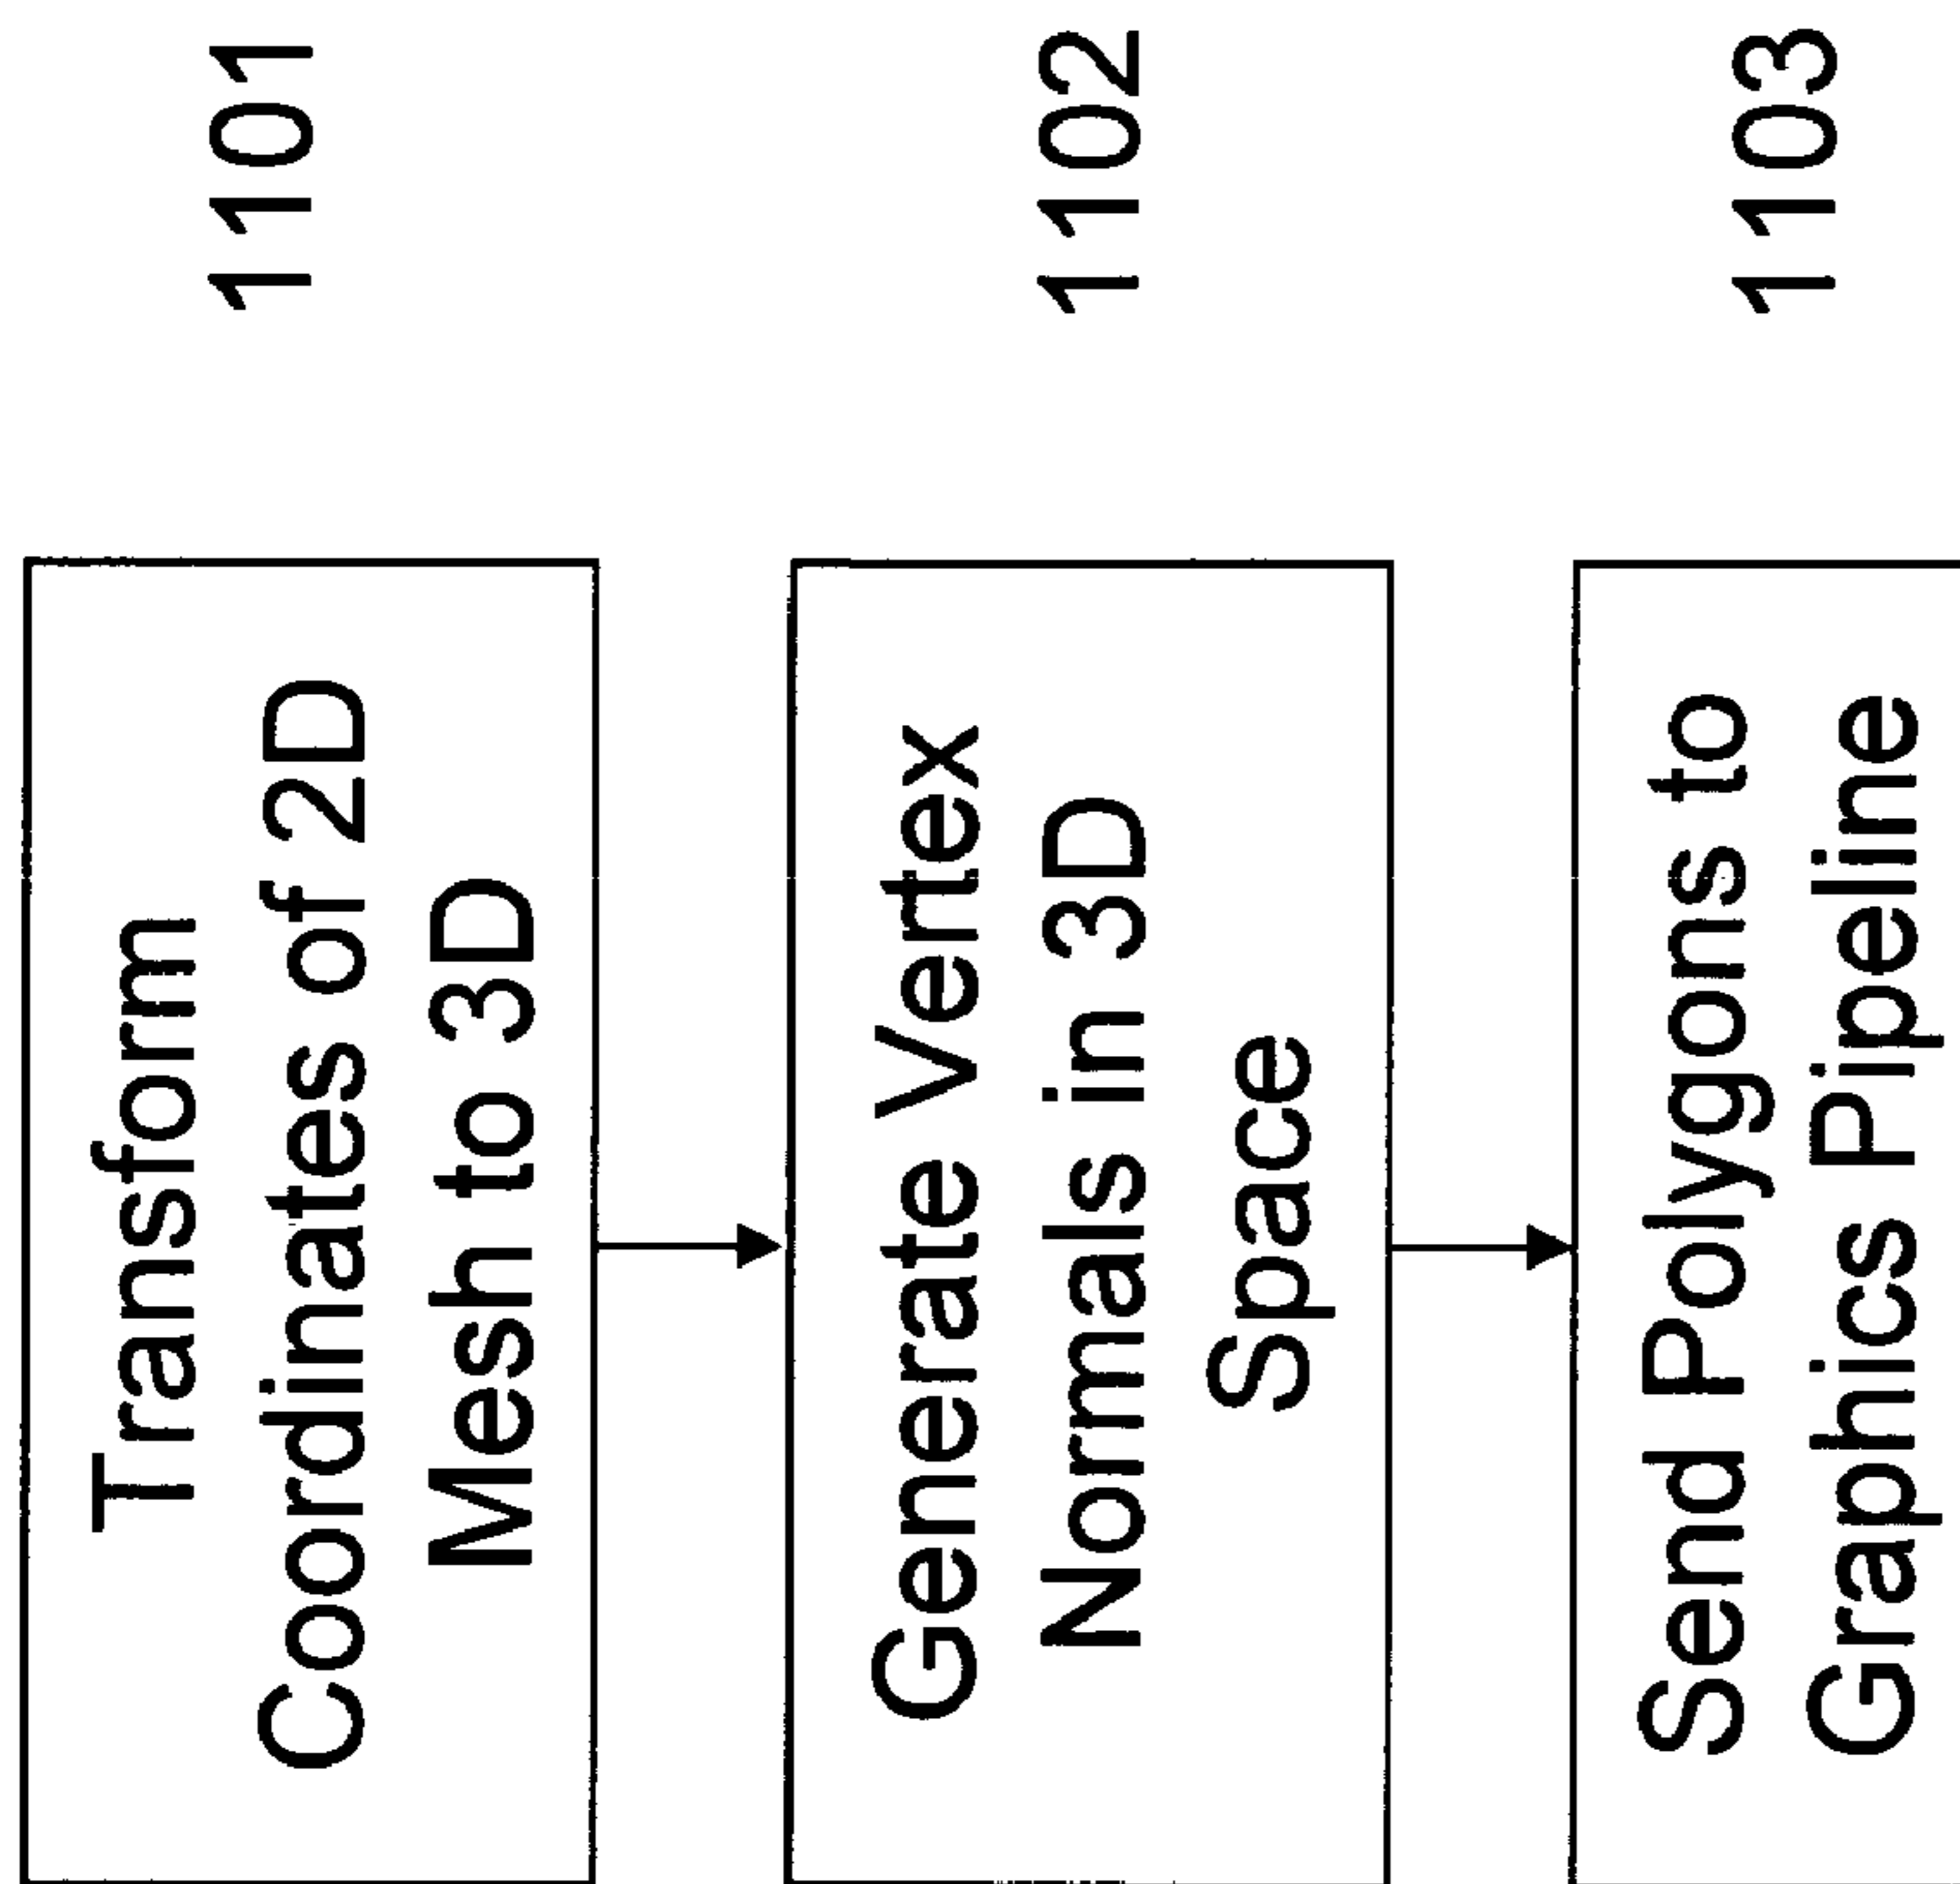 Transform
Coordinates of 2D
Mesh to 3D
1101
Generate Vertex
Normals in 3D
Space
1102
Send Polygons to
Graphics Pipeline
1103